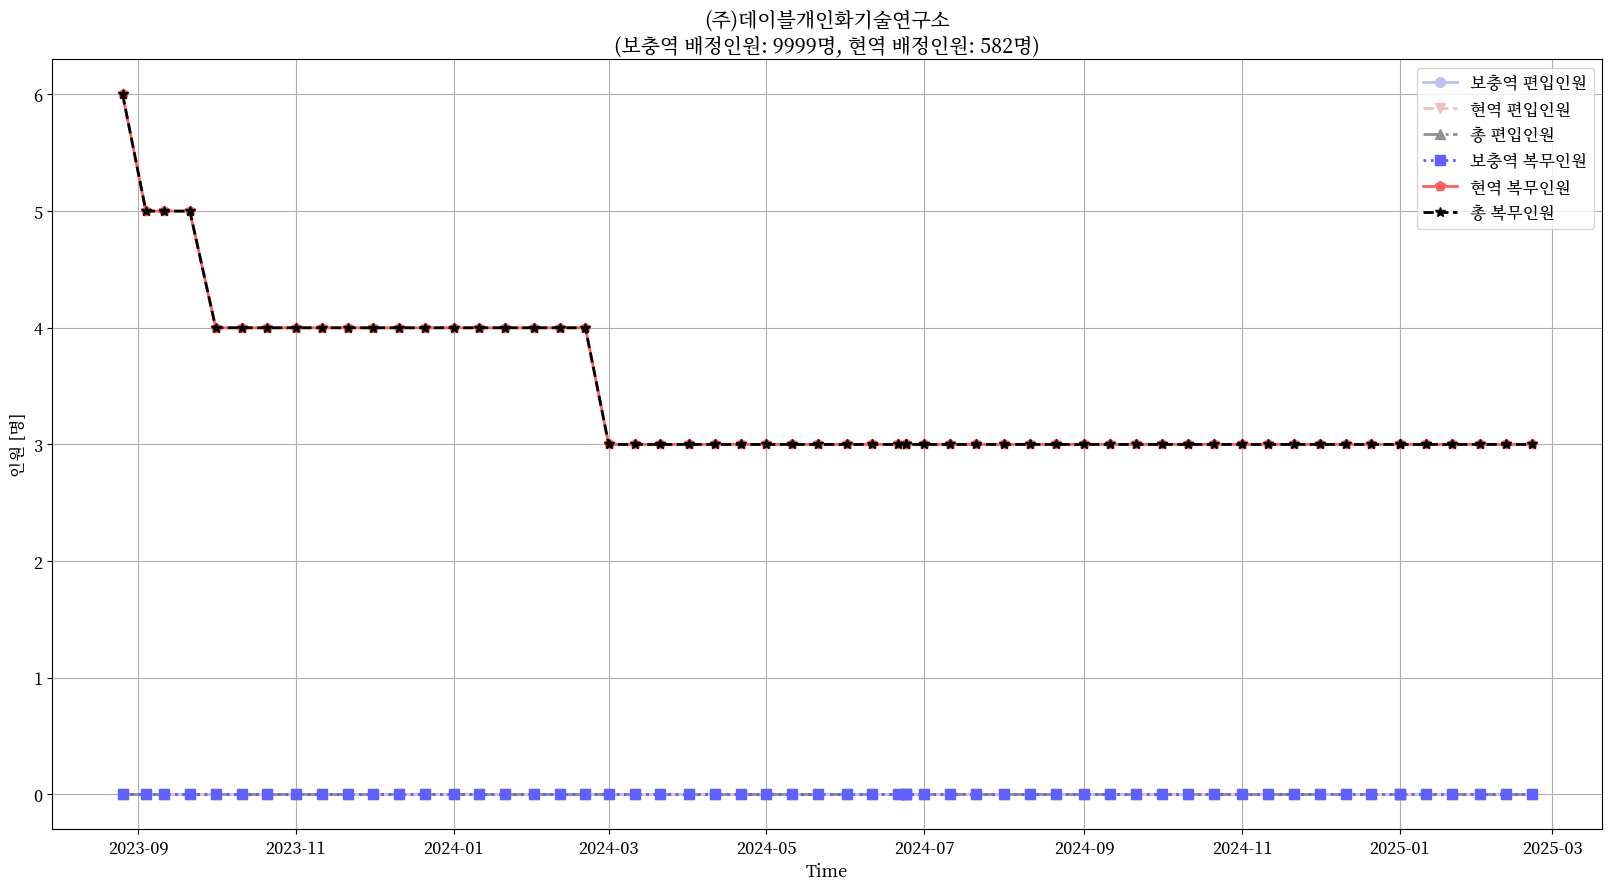 (주)데이블개인화기술연구소
(보충역 배정인원: 9999명, 현역 배정인원: 582명)
보충역 편입인원
현역 편입인원
총 편입인원
보충역 복무인원
현역 복무인원
총 복무인원
인원 [명]
6
5
4
3
2
1
0
2023-09
2023-11
2024-01
2024-03
2024-05
2024-07
2024-09
2024-11
2025-01
2025-03
Time